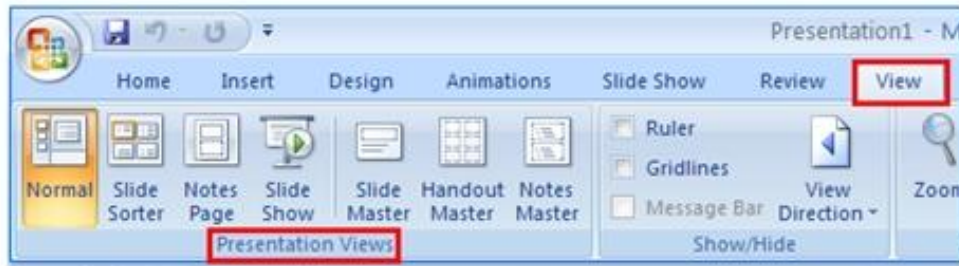 Presentation1 - M
Home Insert Design Animations Slide Show Review View
Normal Slide Sorter Notes Page Slide Show Slide Master Handout Master Notes Master
Ruler
Gridlines
Message Bar
View Direction
Zoom
Presentation Views
Show/Hide